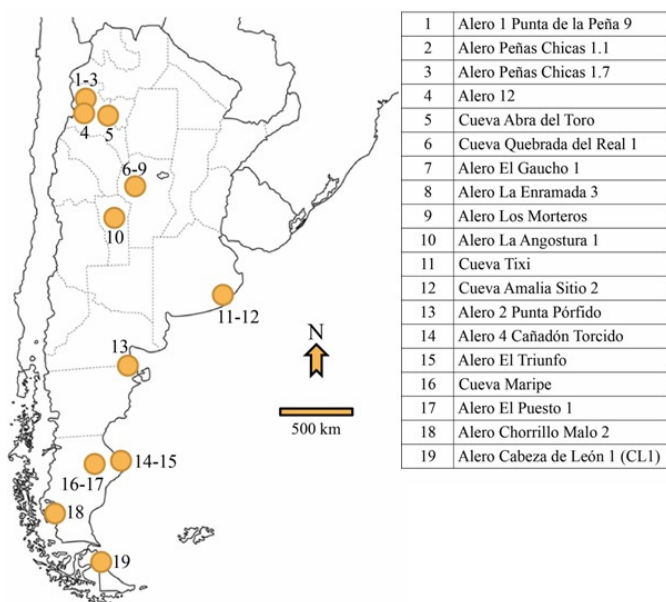 1-3
4
5
6-9
10
11-12
13
N
500 km
14-15
16-17
18
19
1 Alero 1 Punta de la Peña 9
2 Alero Peñas Chicas 1.1
3 Alero Peñas Chicas 1.7
4 Alero 12
5 Cueva Abra del Toro
6 Cueva Quebrada del Real 1
7 Alero El Gaucho 1
8 Alero La Enramada 3
9 Alero Los Morteros
10 Alero La Angostura 1
11 Cueva Tixi
12 Cueva Amalia Sitio 2
13 Alero 2 Punta Pórfido
14 Alero 4 Cañadón Torcido
15 Alero El Triunfo
16 Cueva Maripe
17 Alero El Puesto 1
18 Alero Chorrillo Malo 2
19 Alero Cabeza de León 1 (CL1)